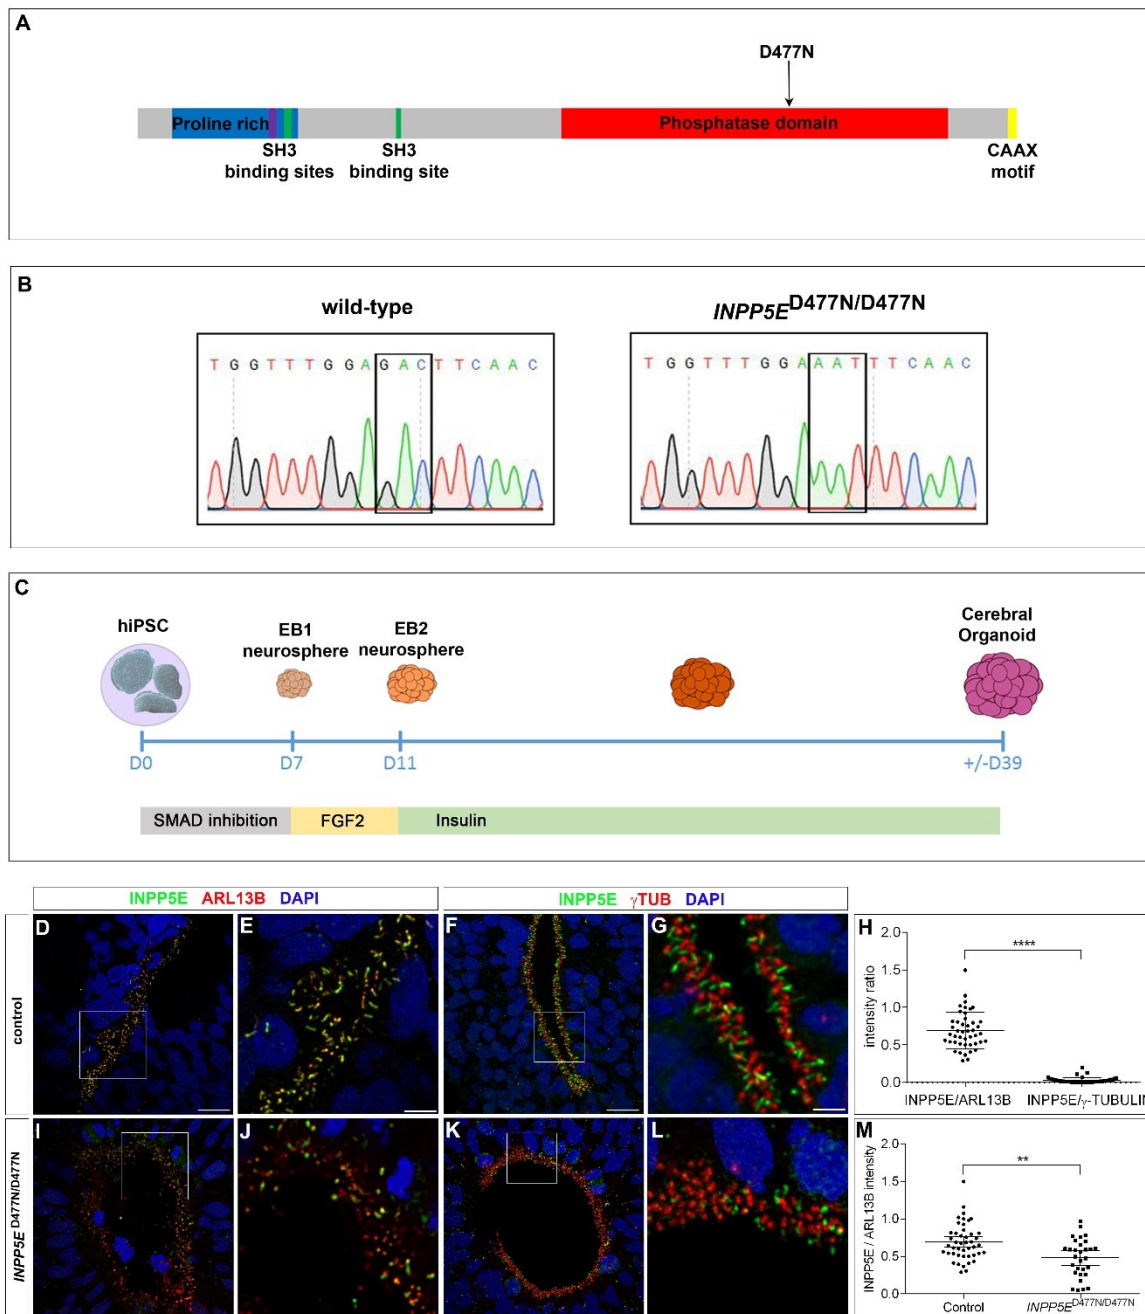 A
D477N
Proline rich
Phosphatase domain
SH3
binding sites
SH3
binding site
CAAX
motif
B
wild-type
INPP5E D477N/D477N
T G G T T T G G A G A C T T C A A C
T G G T T T G G A A A T T T C A A C
C
hiPSC
EB1
neurosphere
EB2
neurosphere
Cerebral
Organoid
D0
D7
D11
+/-D39
SMAD inhibition
FGF2
Insulin
INPP5E ARL13B DAPI
INPP5E γTUB DAPI
control
D
E
F
G
H
intensity ratio
2.0
1.5
1.0
0.5
0.0
****
INPP5E/ARL13B
INPP5E/γ-TUBULIN
INPP5E D477N/D477N
I
J
K
L
M
INPP5E / ARL13B intensity
2.0
1.5
1.0
0.5
0.0
**
Control
INPP5E D477N/D477N